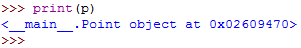 >>> print(p)
<__main__.Point object at 0x02609470>
>>>